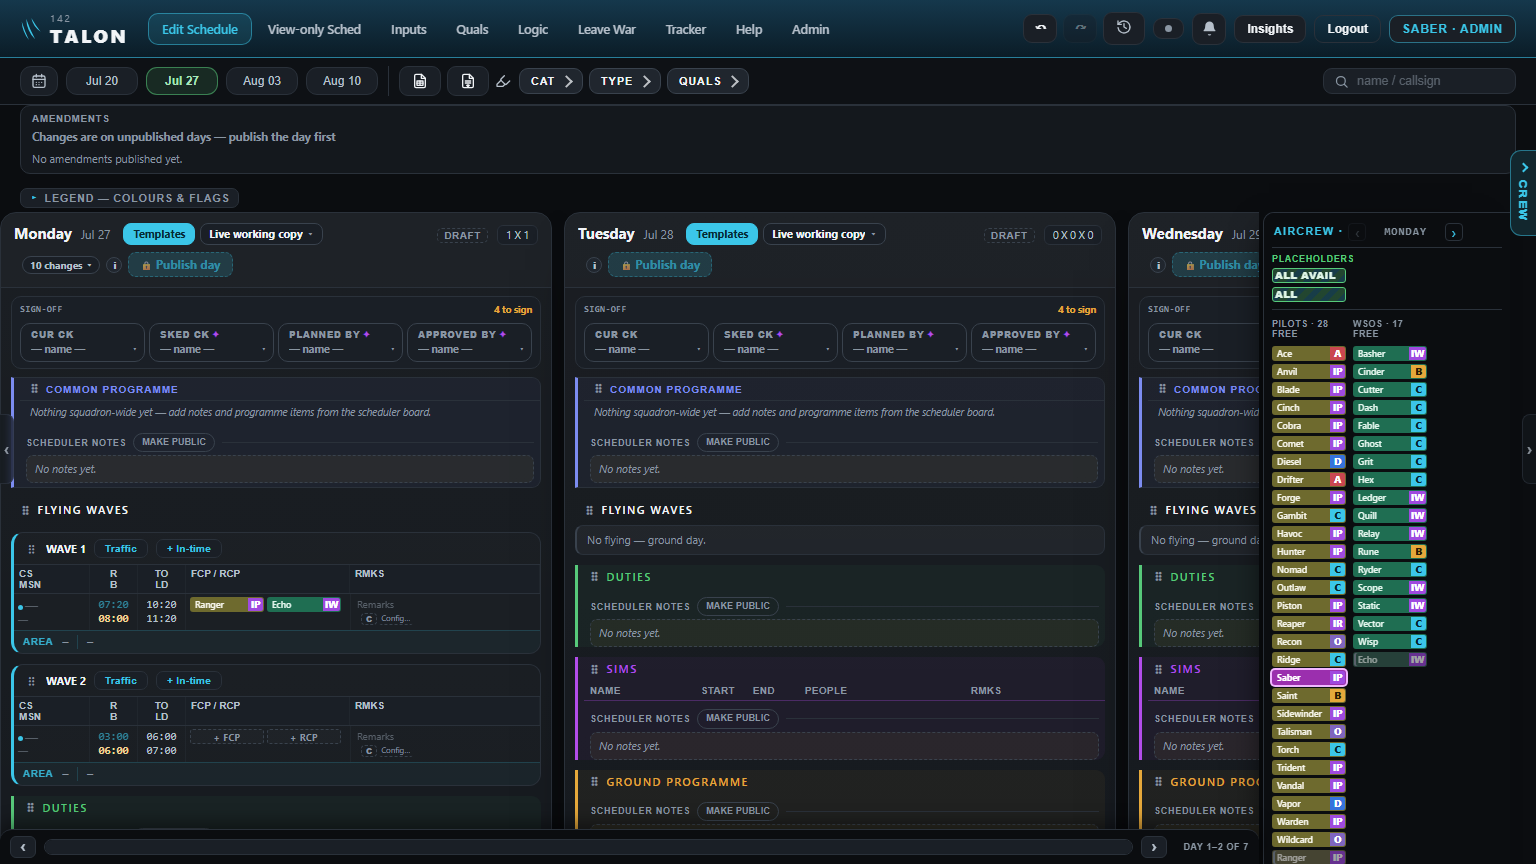 142
TALON
Edit Schedule
View-only Sched
Inputs
Quals
Logic
Leave War
Tracker
Help
Admin
Insights
Logout
SABER · ADMIN
Jul 20
Jul 27
Aug 03
Aug 10
CAT
TYPE
QUALS
name / callsign
AMENDMENTS
Changes are on unpublished days — publish the day first
No amendments published yet.
CREW
LEGEND — COLOURS & FLAGS
Monday Jul 27 Templates Live working copy DRAFT 1X1
10 changes i Publish day
SIGN-OFF 4 to sign
CUR CK SKED CK PLANNED BY APPROVED BY
— name — — name — — name — — name —
COMMON PROGRAMME
Nothing squadron-wide yet — add notes and programme items from the scheduler board.
SCHEDULER NOTES MAKE PUBLIC
No notes yet.
FLYING WAVES
WAVE 1 Traffic + In-time
CS R TO FCP / RCP RMKS
MSN B LD
— 07:20 10:20 Ranger IP Echo IW Remarks
— 08:00 11:20 C Config...
AREA — —
WAVE 2 Traffic + In-time
CS R TO FCP / RCP RMKS
MSN B LD
— 03:00 06:00 + FCP + RCP Remarks
— 06:00 07:00 C Config...
AREA — —
DUTIES
Tuesday Jul 28 Templates Live working copy DRAFT 0X0X0
i Publish day
SIGN-OFF 4 to sign
CUR CK SKED CK PLANNED BY APPROVED BY
— name — — name — — name — — name —
COMMON PROGRAMME
Nothing squadron-wide yet — add notes and programme items from the scheduler board.
SCHEDULER NOTES MAKE PUBLIC
No notes yet.
FLYING WAVES
No flying — ground day.
DUTIES
SCHEDULER NOTES MAKE PUBLIC
No notes yet.
SIMS
NAME START END PEOPLE RMKS
SCHEDULER NOTES MAKE PUBLIC
No notes yet.
GROUND PROGRAMME
SCHEDULER NOTES MAKE PUBLIC
Wednesday Jul 29
i Publish day
SIGN-OFF
CUR CK
— name —
COMMON PROG
Nothing squadron-w
SCHEDULER NOTES
No notes yet.
FLYING WAVES
No flying — ground da
DUTIES
SCHEDULER NOTES
No notes yet.
SIMS
NAME
SCHEDULER NOTES
No notes yet.
GROUND PROG
SCHEDULER NOTES
AIRCREW · MONDAY
PLACEHOLDERS
ALL AVAIL
ALL
PILOTS · 28 FREE
Ace A
Anvil IP
Blade IP
Cinch IP
Cobra IP
Comet IP
Diesel D
Drifter A
Forge IP
Gambit C
Havoc IP
Hunter IP
Nomad C
Outlaw C
Piston IP
Reaper IR
Recon O
Ridge C
Saber IP
Saint B
Sidewinder IP
Talisman O
Torch C
Trident IP
Vandal IP
Vapor D
Warden IP
Wildcard O
Ranger IP
WSOS · 17 FREE
Basher IW
Cinder B
Cutter C
Dash C
Fable C
Ghost C
Grit C
Hex C
Ledger IW
Quill IW
Relay IW
Rune B
Ryder C
Scope IW
Static IW
Vector C
Wisp C
Echo IW
DAY 1–2 OF 7